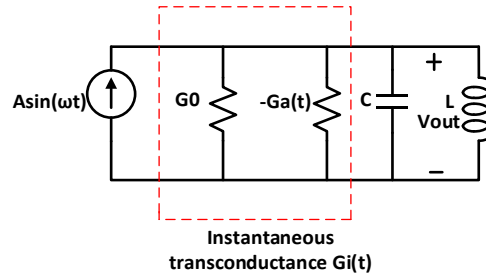 Asin(ωt)
G0
-Ga(t)
C
+
L
Vout
−
Instantaneous
transconductance Gi(t)